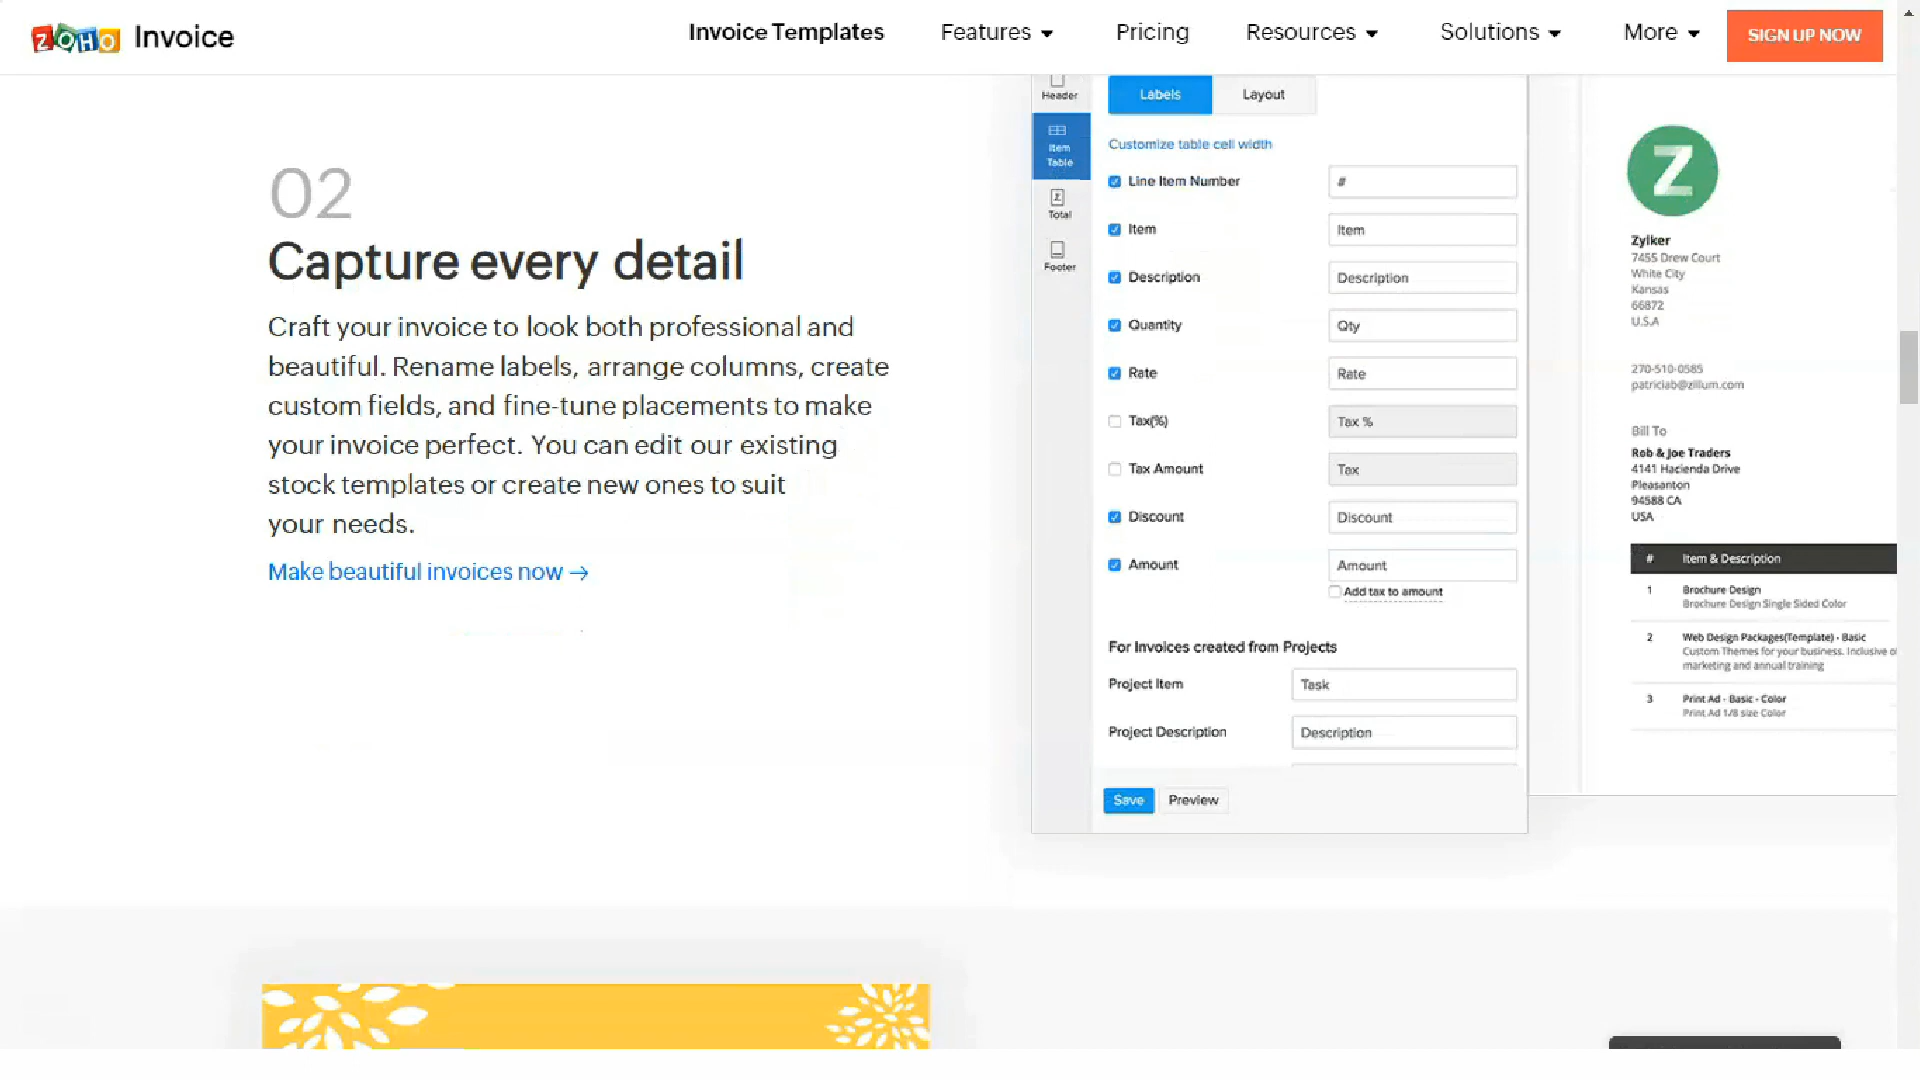 ZOHO Invoice
Invoice Templates
Features
Pricing
Resources
Solutions
More
SIGN UP NOW
02
Capture every detail
Craft your invoice to look both professional and
beautiful. Rename labels, arrange columns, create
custom fields, and fine-tune placements to make
your invoice perfect. You can edit our existing
stock templates or create new ones to suit
your needs.
Make beautiful invoices now →
Header
Item
Table
Total
Footer
Labels
Layout
Customize table cell width
Line Item Number
#
Item
Item
Description
Description
Quantity
Qty
Rate
Rate
Tax(%)
Tax %
Tax Amount
Tax
Discount
Discount
Amount
Amount
Add tax to amount
For Invoices created from Projects
Project Item
Task
Project Description
Description
Save
Preview
Z
Zylker
7455 Drew Court
White City
Kansas
66872
U.S.A
270-510-0585
patriciab@zillum.com
Bill To
Rob & Joe Traders
4141 Hacienda Drive
Pleasanton
94588 CA
USA
# Item & Description
1 Brochure Design
Brochure Design Single Sided Color
2 Web Design Packages(Template) - Basic
Custom Themes for your business. Inclusive of
marketing and annual training
3 Print Ad - Basic - Color
Print Ad 1/8 size Color